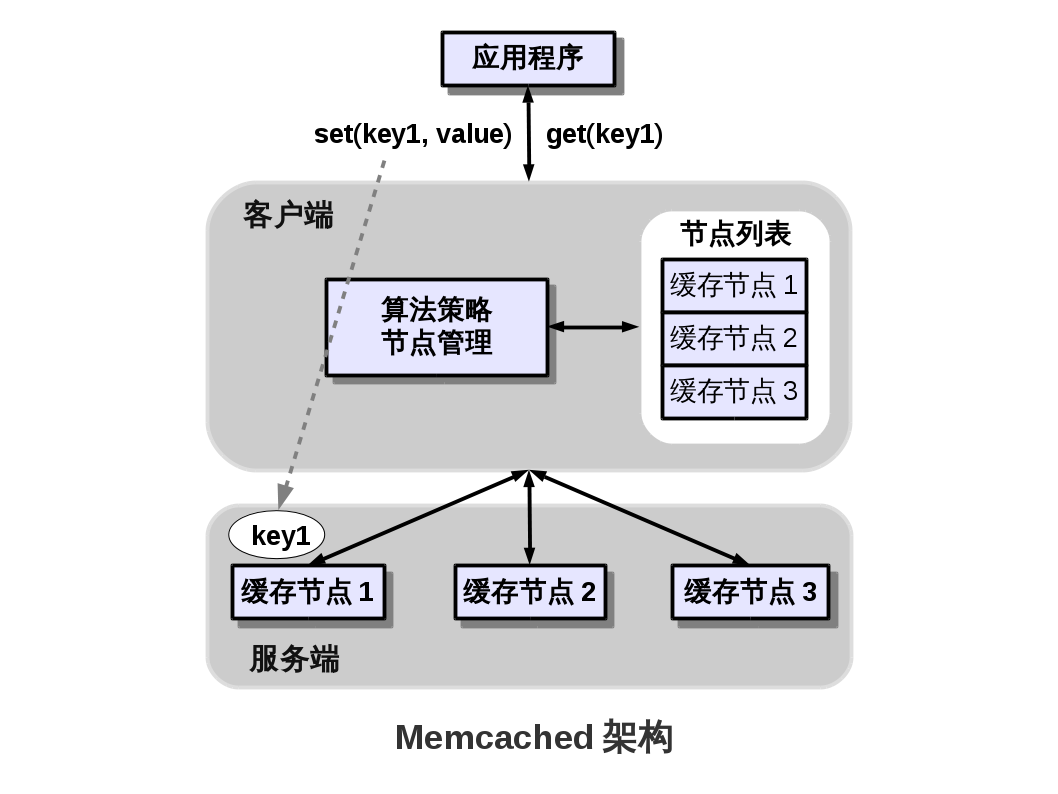 应用程序
set(key1, value) get(key1)
客户端
节点列表
缓存节点 1
缓存节点 2
缓存节点 3
算法策略
节点管理
key1
缓存节点 1
缓存节点 2
缓存节点 3
服务端
Memcached 架构